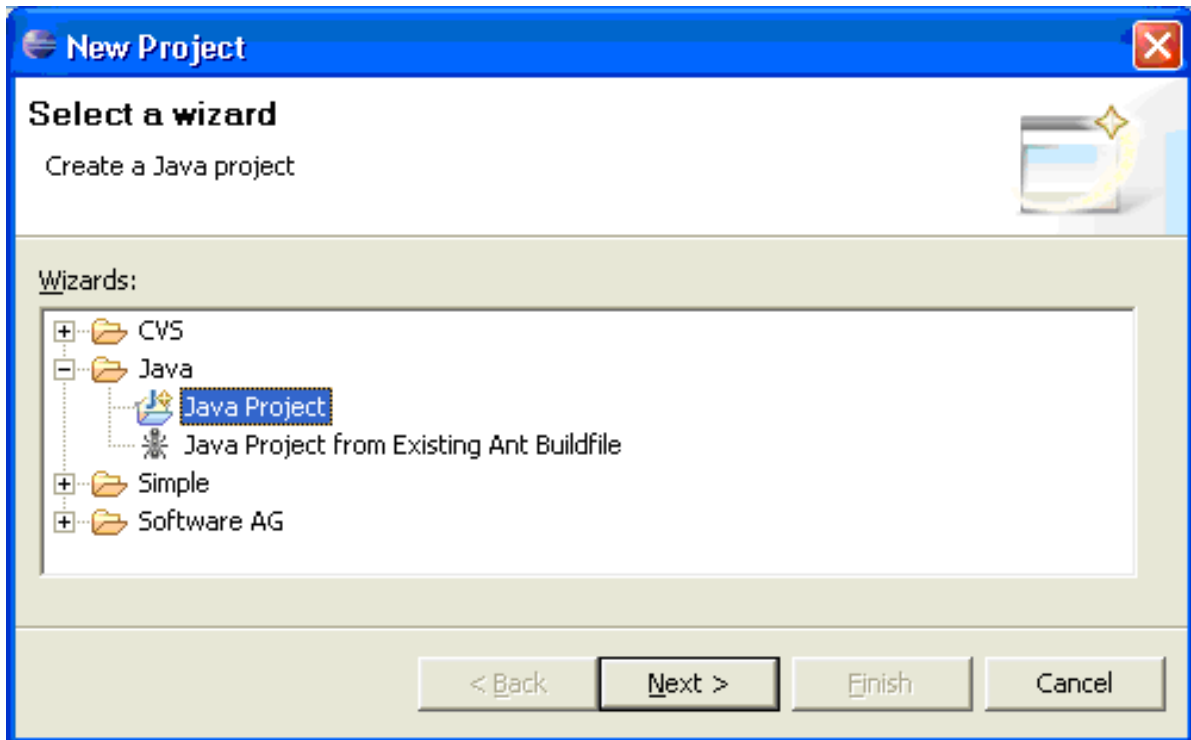 New Project
Select a wizard
Create a Java project
Wizards:
CVS
Java
Java Project
Java Project from Existing Ant Buildfile
Simple
Software AG
< Back Next > Finish Cancel